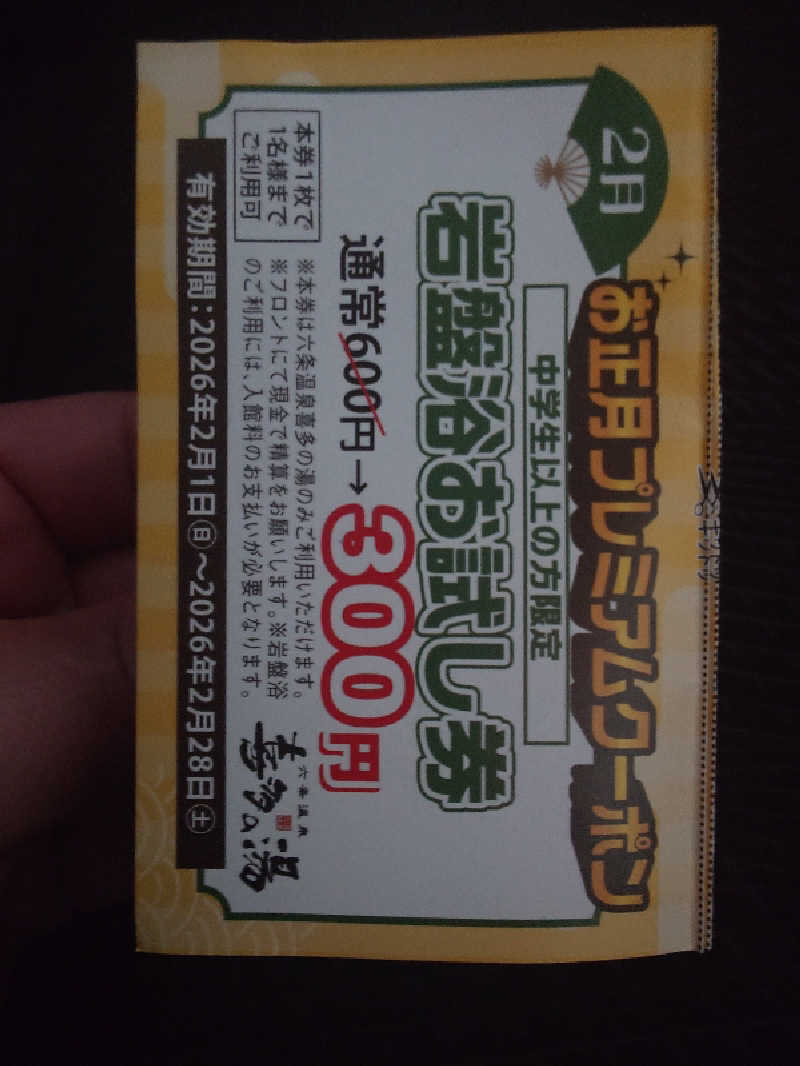 2月
お正月プレミアムクーポン
中学生以上の方限定
岩盤浴お試し券
通常600円→300円
本券1枚で
1名様まで
ご利用可
※本券は六条温泉喜多の湯のみご利用いただけます。
※フロントにて現金で精算をお願いします。※岩盤浴
のご利用には、入館料のお支払いが必要となります。
六条温泉
喜多の湯
有効期間：2026年2月1日㊐～2026年2月28日㊏